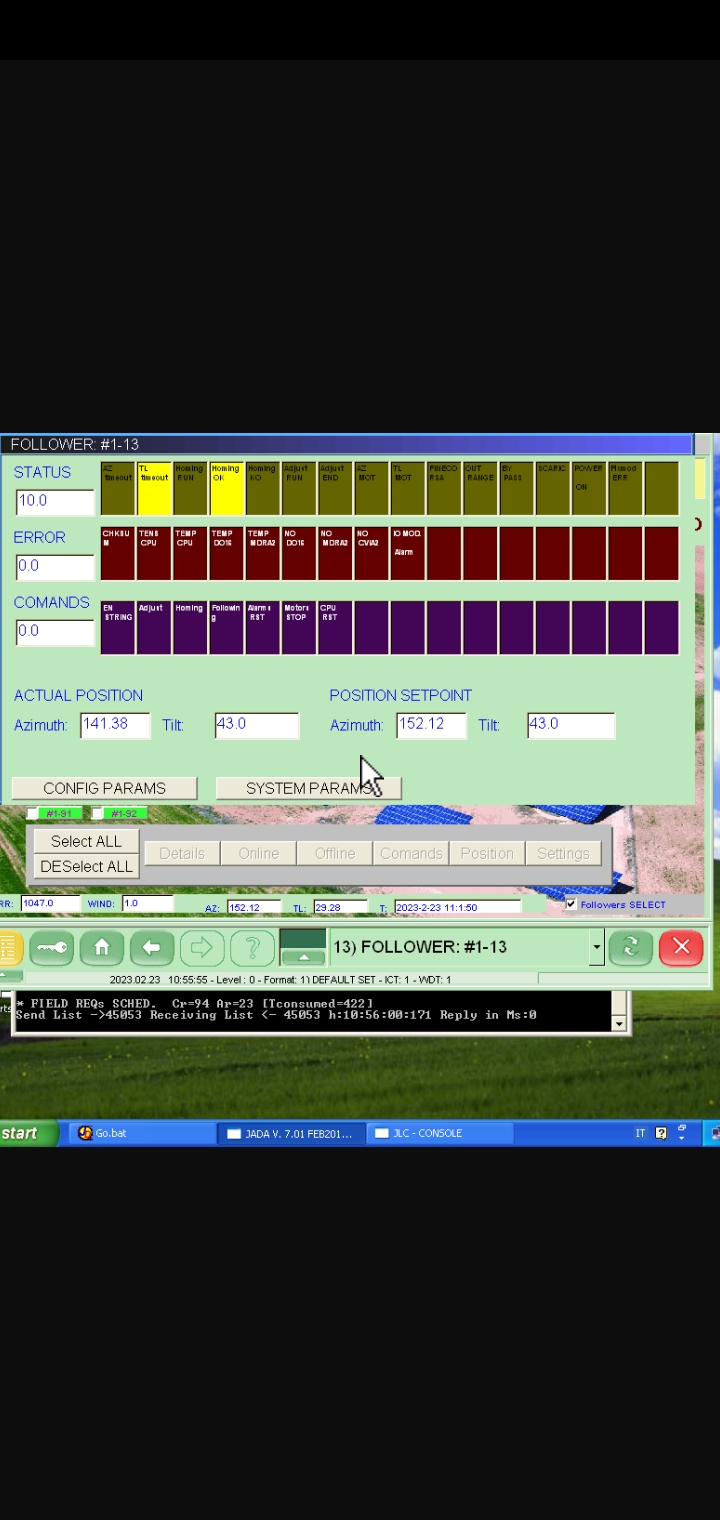 FOLLOWER: #1-13
STATUS
10.0
AZ timeout
TL timeout
Homing RUN
Homing OK
Homing KO
Adjust RUN
Adjust END
AZ MOT
TL MOT
OUT RANGE
BY PASS
SCARIC
POWER ON
ERR
ERROR
0.0
CHKSU M
TENS CPU
TEMP CPU
TEMP DO16
TEMP MDRA2
NO DO16
NO MDRA2
NO CVIA2
IO MOD. Alarm
COMANDS
0.0
EN STRING
Adjust
Homing
Followin g
Alarms RST
Motors STOP
CPU RST
ACTUAL POSITION
POSITION SETPOINT
Azimuth: 141.38 Tilt: 43.0
Azimuth: 152.12 Tilt: 43.0
CONFIG PARAMS
SYSTEM PARAMS
#1-91 #1-92
Select ALL
DESelect ALL
Details Online Offline Comands Position Settings
RR: 1047.0 WIND: 1.0 AZ: 152.12 TL: 29.28 T: 2023-2-23 11:1:50 Followers SELECT
13) FOLLOWER: #1-13
2023.02.23 10:55:55 - Level : 0 - Format: 1) DEFAULT SET - ICT: 1 - WDT: 1
* FIELD REQs SCHED. Cr=94 Ar=23 [Tconsumed=422]
Send List ->45053 Receiving List <- 45053 h:10:56:00:171 Reply in Ms:0
start
Go.bat
JADA V. 7.01 FEB201...
JLC - CONSOLE
IT